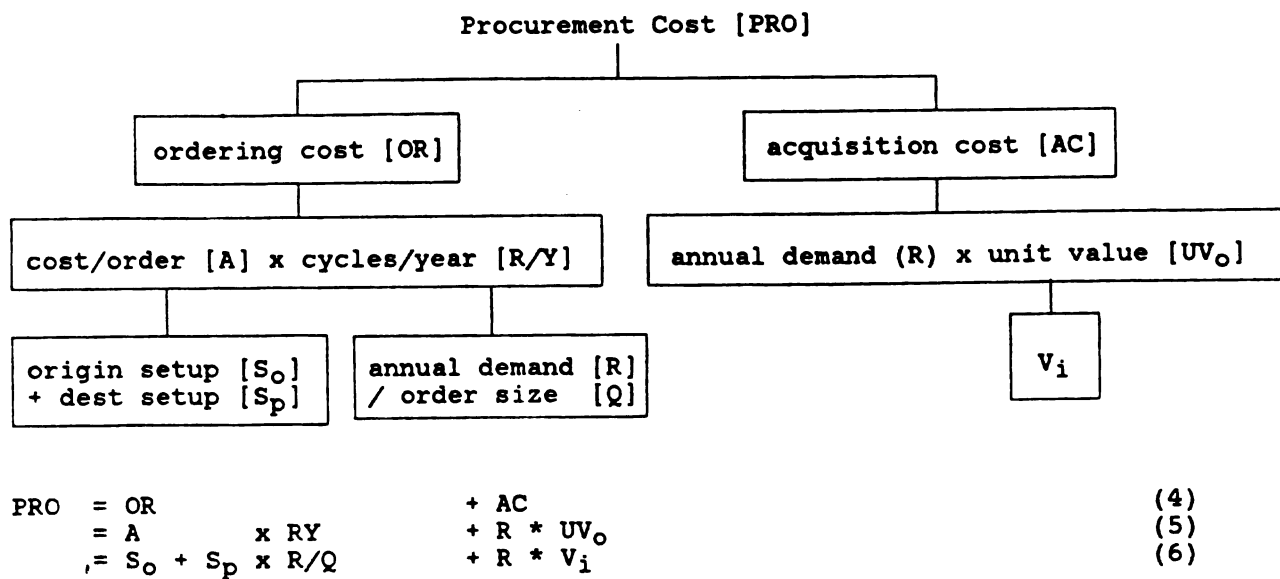 Procurement Cost [PRO]
ordering cost [OR]
acquisition cost [AC]
cost/order [A] x cycles/year [R/Y]
annual demand (R) x unit value [UVo]
origin setup [So]
+ dest setup [Sp]
annual demand [R]
/ order size [Q]
Vi
PRO = OR + AC (4)
= A x RY + R * UVo (5)
,= So + Sp x R/Q + R * Vi (6)